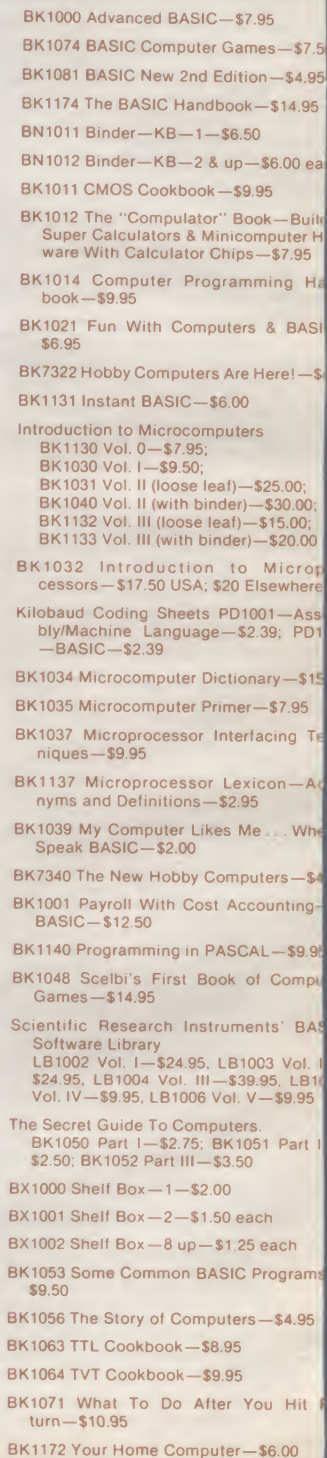 BK1000 Advanced BASIC—$7.95
BK1074 BASIC Computer Games—$7.5
BK1081 BASIC New 2nd Edition—$4.95
BK1174 The BASIC Handbook—$14.95
BN1011 Binder—KB—1—$6.50
BN1012 Binder—KB—2 & up—$6.00 ea
BK1011 CMOS Cookbook—$9.95
BK1012 The "Compulator" Book—Build
Super Calculators & Minicomputer H
ware With Calculator Chips—$7.95
BK1014 Computer Programming Ha
book—$9.95
BK1021 Fun With Computers & BASI
$6.95
BK7322 Hobby Computers Are Here!—$
BK1131 Instant BASIC—$6.00
Introduction to Microcomputers
BK1130 Vol. 0—$7.95;
BK1030 Vol. I—$9.50;
BK1031 Vol. II (loose leaf)—$25.00;
BK1040 Vol. II (with binder)—$30.00;
BK1132 Vol. III (loose leaf)—$15.00;
BK1133 Vol. III (with binder)—$20.00
BK1032 Introduction to Microp
cessors—$17.50 USA; $20 Elsewhere
Kilobaud Coding Sheets PD1001—Ass
bly/Machine Language—$2.39; PD1
—BASIC—$2.39
BK1034 Microcomputer Dictionary—$15
BK1035 Microcomputer Primer—$7.95
BK1037 Microprocessor Interfacing Te
niques—$9.95
BK1137 Microprocessor Lexicon—Ac
nyms and Definitions—$2.95
BK1039 My Computer Likes Me . . . Whe
Speak BASIC—$2.00
BK7340 The New Hobby Computers—$4
BK1001 Payroll With Cost Accounting—
BASIC—$12.50
BK1140 Programming in PASCAL—$9.95
BK1048 Scelbi's First Book of Compu
Games—$14.95
Scientific Research Instruments' BAS
Software Library
LB1002 Vol. I—$24.95, LB1003 Vol. I
$24.95, LB1004 Vol. III—$39.95, LB10
Vol. IV—$9.95, LB1006 Vol. V—$9.95
The Secret Guide To Computers.
BK1050 Part I—$2.75; BK1051 Part I
$2.50; BK1052 Part III—$3.50
BX1000 Shelf Box—1—$2.00
BX1001 Shelf Box—2—$1.50 each
BX1002 Shelf Box—8 up—$1.25 each
BK1053 Some Common BASIC Programs
$9.50
BK1056 The Story of Computers—$4.95
BK1063 TTL Cookbook—$8.95
BK1064 TVT Cookbook—$9.95
BK1071 What To Do After You Hit R
turn—$10.95
BK1172 Your Home Computer—$6.00